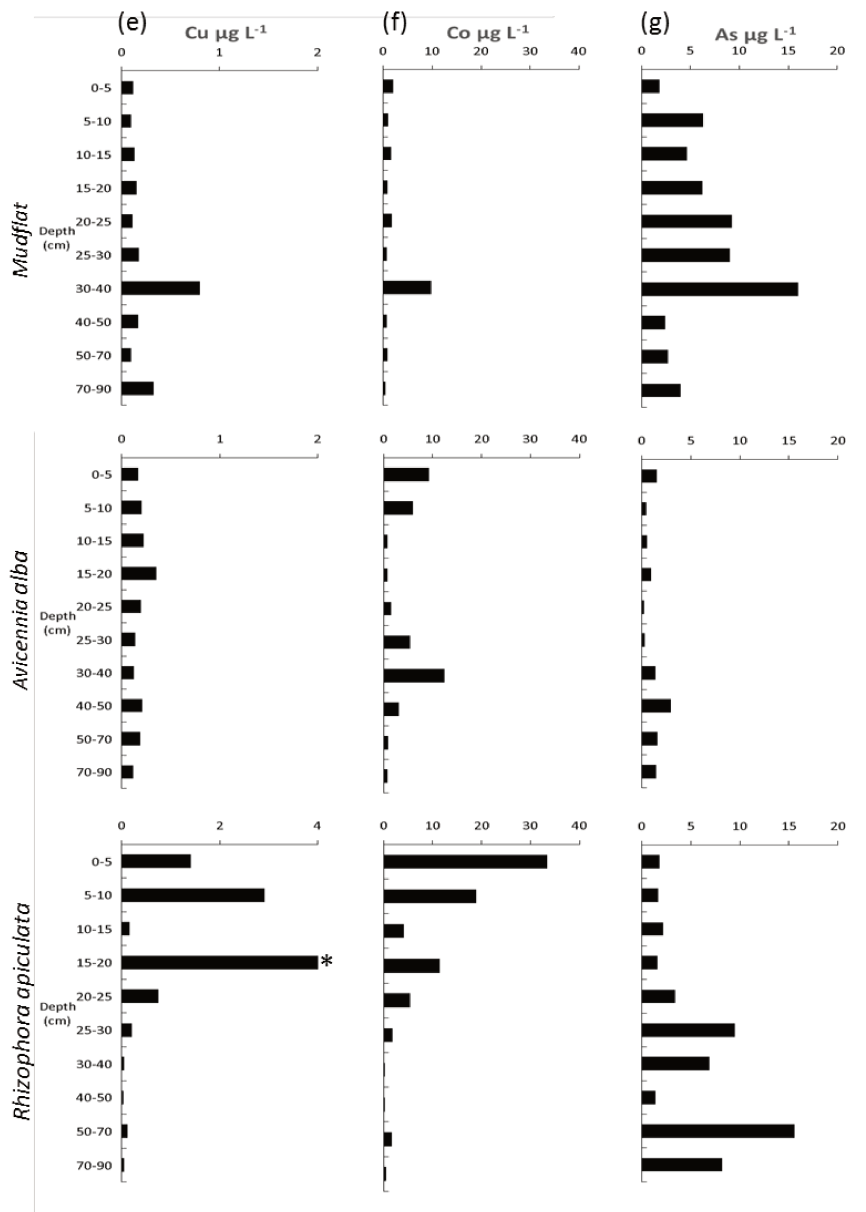 (e) (f) (g)
Cu µg L⁻¹ Co µg L⁻¹ As µg L⁻¹
0 1 2 0 10 20 30 40 0 5 10 15 20
Mudflat
Depth (cm)
0-5
5-10
10-15
15-20
20-25
25-30
30-40
40-50
50-70
70-90
0 1 2 0 10 20 30 40 0 5 10 15 20
Avicennia alba
Depth (cm)
0-5
5-10
10-15
15-20
20-25
25-30
30-40
40-50
50-70
70-90
0 2 4 0 10 20 30 40 0 5 10 15 20
Rhizophora apiculata
Depth (cm)
0-5
5-10
10-15
15-20 *
20-25
25-30
30-40
40-50
50-70
70-90